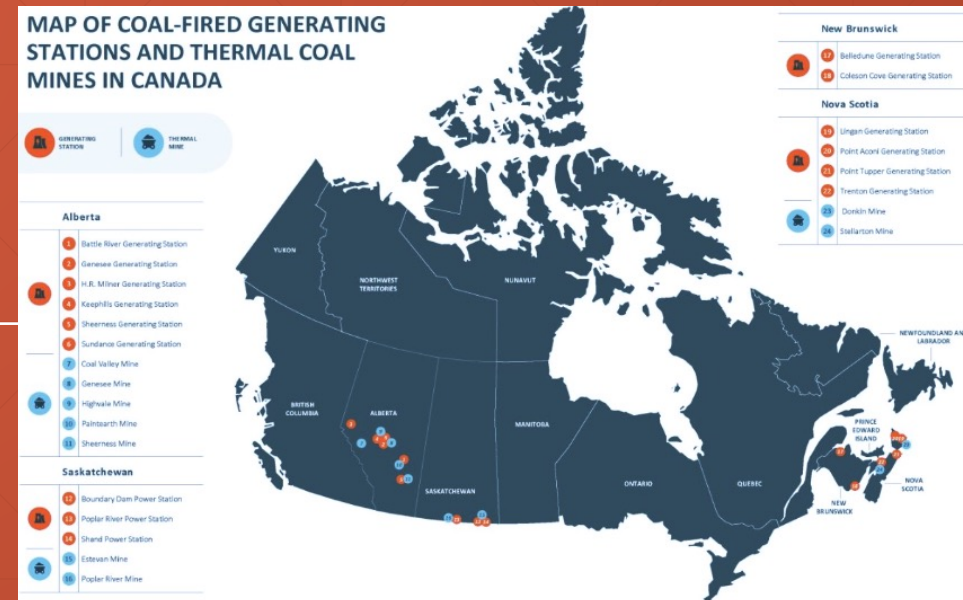 MAP OF COAL-FIRED GENERATING
STATIONS AND THERMAL COAL
MINES IN CANADA
GENERATING
STATION
THERMAL
MINE
Alberta
1 Battle River Generating Station
2 Genesee Generating Station
3 H.R. Milner Generating Station
4 Keephills Generating Station
5 Sheerness Generating Station
6 Sundance Generating Station
7 Coal Valley Mine
8 Genesee Mine
9 Highvale Mine
10 Paintearth Mine
11 Sheerness Mine
Saskatchewan
12 Boundary Dam Power Station
13 Poplar River Power Station
14 Shand Power Station
15 Estevan Mine
16 Poplar River Mine
New Brunswick
17 Belledune Generating Station
18 Coleson Cove Generating Station
Nova Scotia
19 Lingan Generating Station
20 Point Aconi Generating Station
21 Point Tupper Generating Station
22 Trenton Generating Station
23 Donkin Mine
24 Stellarton Mine
YUKON
NORTHWEST
TERRITORIES
NUNAVUT
BRITISH
COLUMBIA
ALBERTA
SASKATCHEWAN
MANITOBA
ONTARIO
QUEBEC
NEWFOUNDLAND AN
LABRADOR
PRINCE
EDWARD
ISLAND
NOVA
SCOTIA
NEW
BRUNSWICK